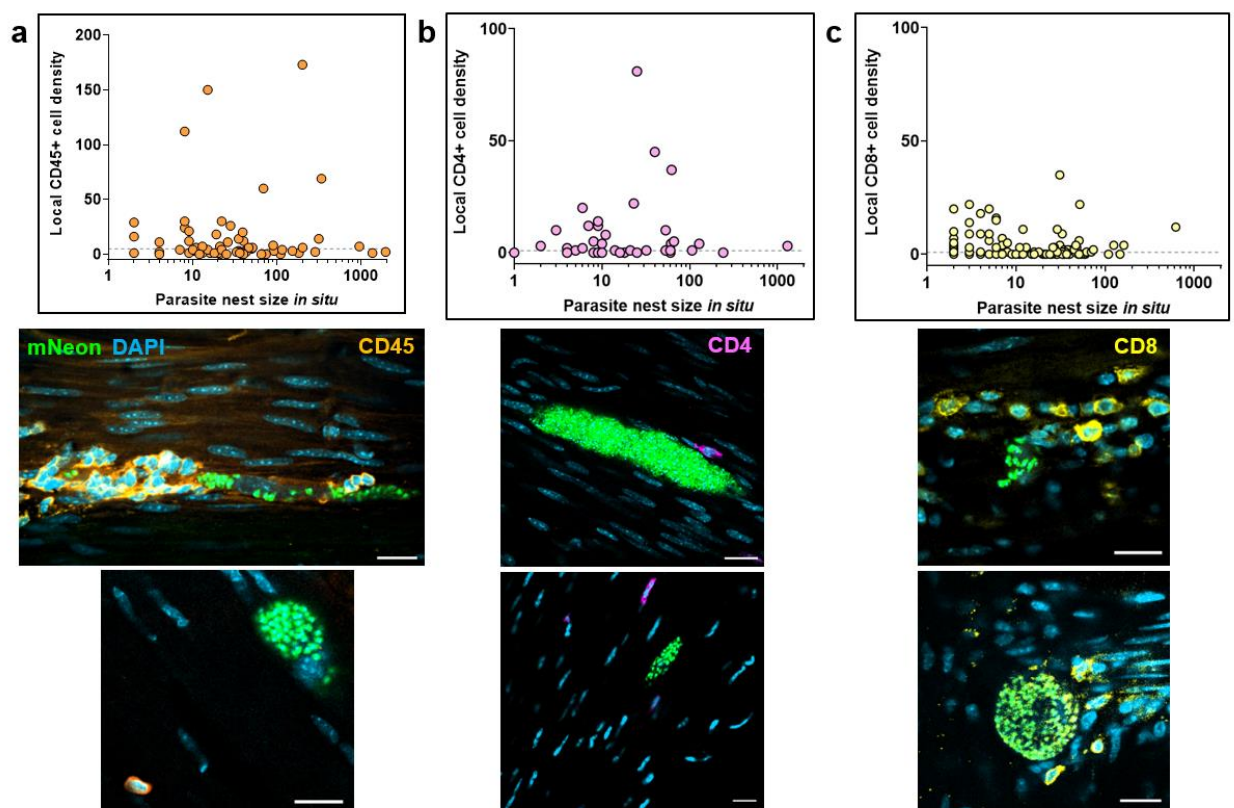 a
200
150
100
50
0
Local CD45+ cell density
1
10
100
1000
Parasite nest size in situ
b
100
50
0
Local CD4+ cell density
1
10
100
1000
Parasite nest size in situ
c
100
50
0
Local CD8+ cell density
1
10
100
1000
Parasite nest size in situ
mNeon DAPI CD45
CD4
CD8